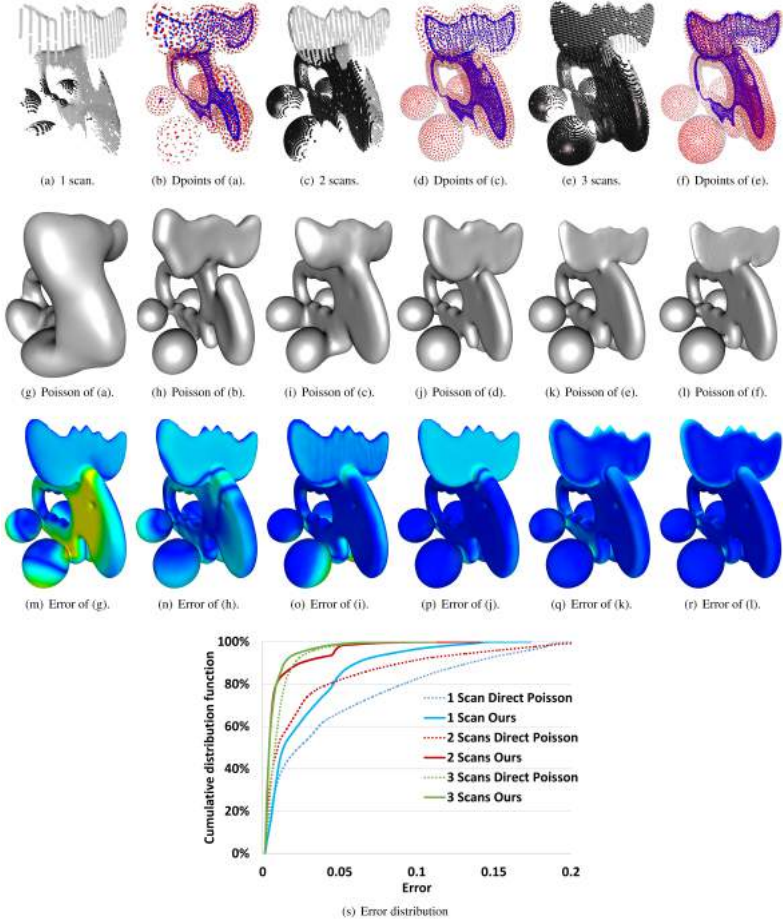 (a) 1 scan.
(b) Dpoints of (a).
(c) 2 scans.
(d) Dpoints of (c).
(e) 3 scans.
(f) Dpoints of (e).
(g) Poisson of (a).
(h) Poisson of (b).
(i) Poisson of (c).
(j) Poisson of (d).
(k) Poisson of (e).
(l) Poisson of (f).
(m) Error of (g).
(n) Error of (h).
(o) Error of (i).
(p) Error of (j).
(q) Error of (k).
(r) Error of (l).
Cumulative distribution function
100%
80%
60%
40%
20%
0%
1 Scan Direct Poisson
1 Scan Ours
2 Scans Direct Poisson
2 Scans Ours
3 Scans Direct Poisson
3 Scans Ours
0 0.05 0.1 0.15 0.2
Error
(s) Error distribution